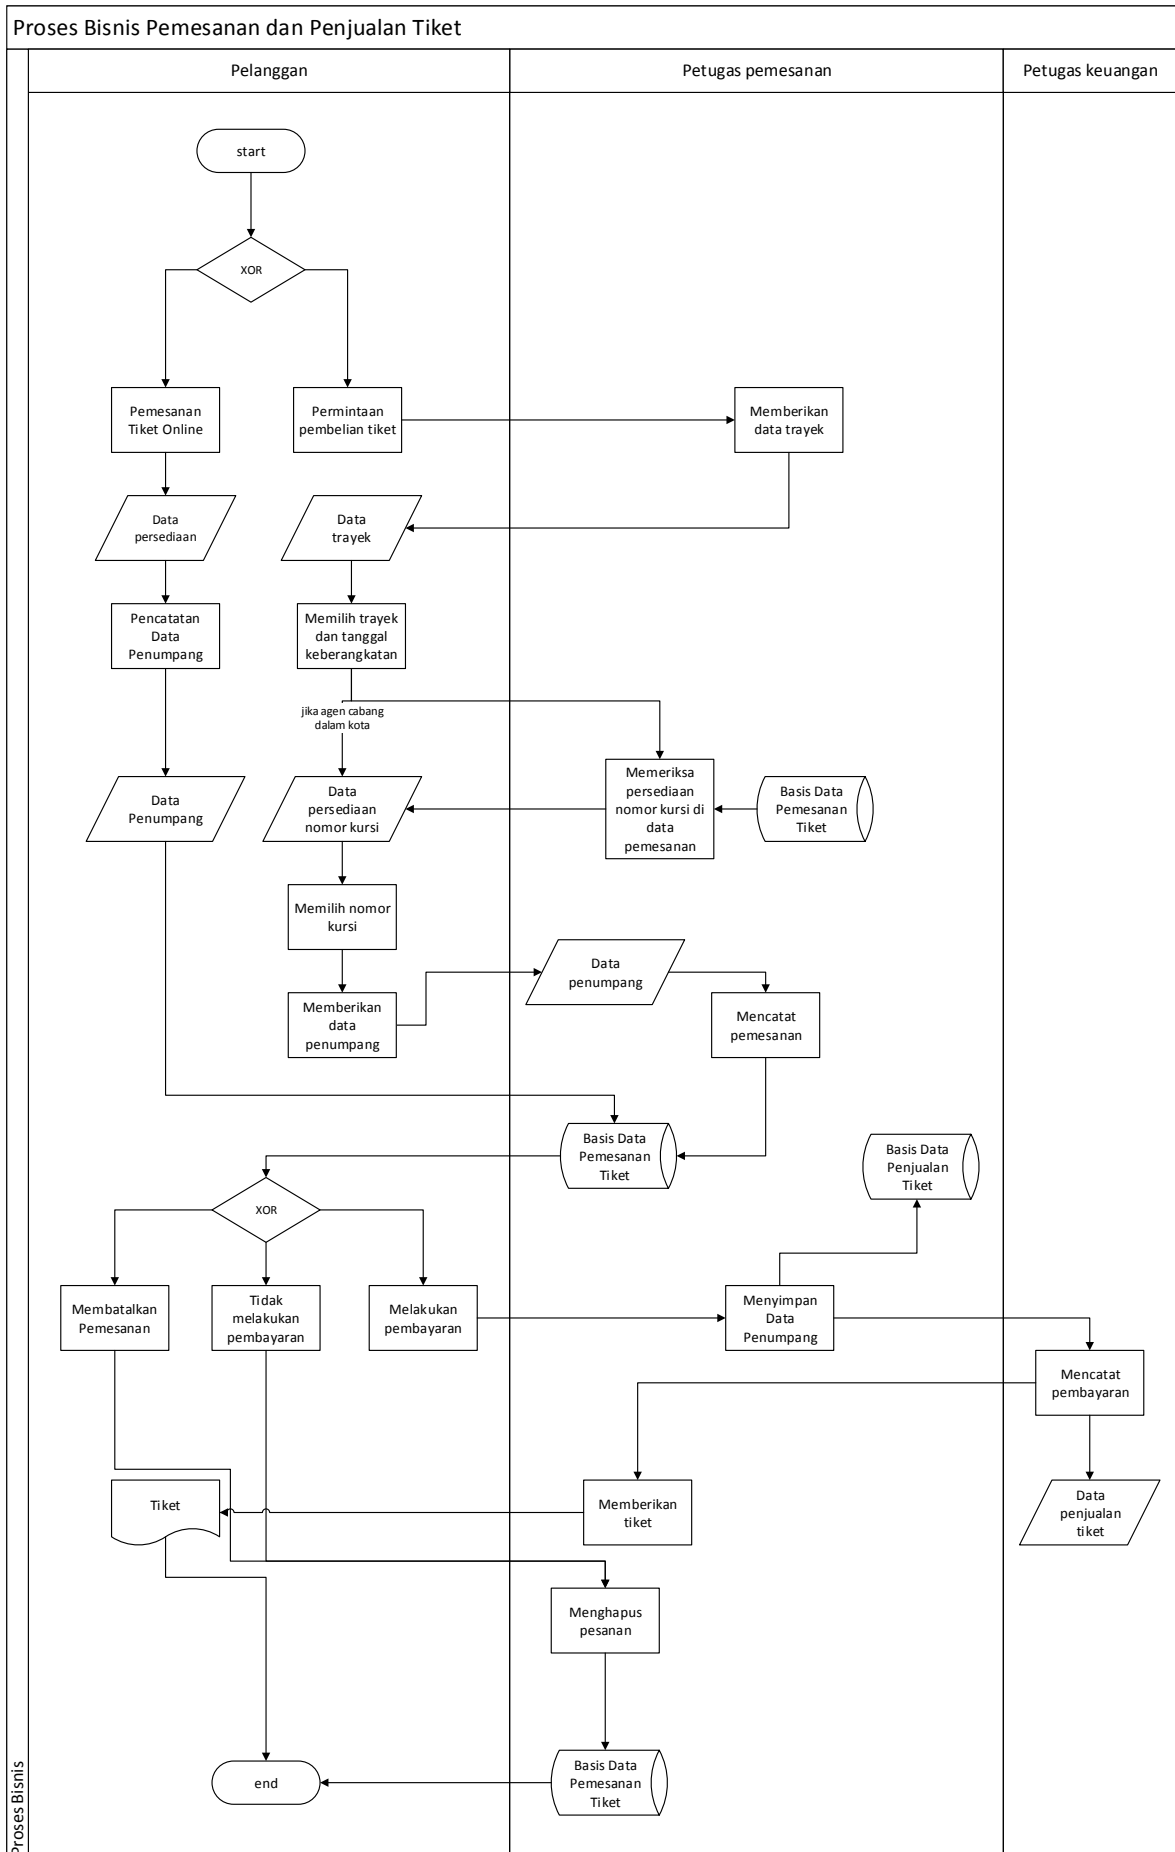 Proses Bisnis Pemesanan dan Penjualan Tiket
Pelanggan
Petugas pemesanan
Petugas keuangan
start
XOR
Pemesanan
Tiket Online
Permintaan
pembelian tiket
Memberikan
data trayek
Data
persediaan
Data
trayek
Pencatatan
Data
Penumpang
Memilih trayek
dan tanggal
keberangkatan
jika agen cabang
dalam kota
Data
Penumpang
Data
persediaan
nomor kursi
Memeriksa
persediaan
nomor kursi di
data
pemesanan
Basis Data
Pemesanan
Tiket
Memilih nomor
kursi
Data
penumpang
Memberikan
data
penumpang
Mencatat
pemesanan
Basis Data
Pemesanan
Tiket
Basis Data
Penjualan
Tiket
XOR
Membatalkan
Pemesanan
Tidak
melakukan
pembayaran
Melakukan
pembayaran
Menyimpan
Data
Penumpang
Mencatat
pembayaran
Tiket
Memberikan
tiket
Data
penjualan
tiket
Menghapus
pesanan
end
Basis Data
Pemesanan
Tiket
Proses Bisnis